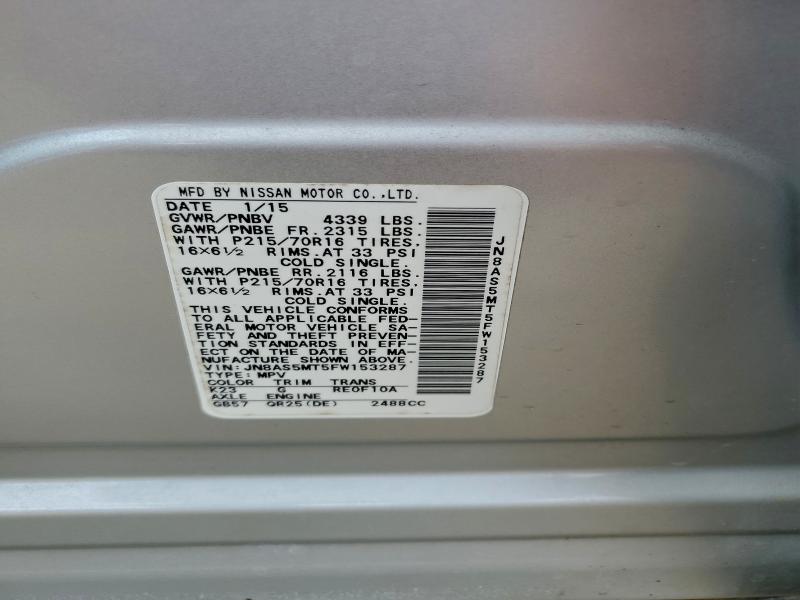 MFD BY NISSAN MOTOR CO.,LTD.
DATE 1/15
GVWR/PNBV 4339 LBS.
GAWR/PNBE FR. 2315 LBS.
WITH P215/70R16 TIRES,
16×6½ RIMS. AT 33 PSI
COLD SINGLE.
GAWR/PNBE RR. 2116 LBS.
WITH P215/70R16 TIRES,
16×6½ RIMS. AT 33 PSI
COLD SINGLE.
THIS VEHICLE CONFORMS
TO ALL APPLICABLE FED-
ERAL MOTOR VEHICLE SA-
FETY AND THEFT PREVEN-
TION STANDARDS IN EFF-
ECT ON THE DATE OF MA-
NUFACTURE SHOWN ABOVE.
VIN: JN8AS5MT5FW153287
TYPE: MPV
COLOR TRIM TRANS
K23 G RE0F10A
AXLE ENGINE
GB57 QR25(DE) 2488CC
JN8AS5MT5FW153287